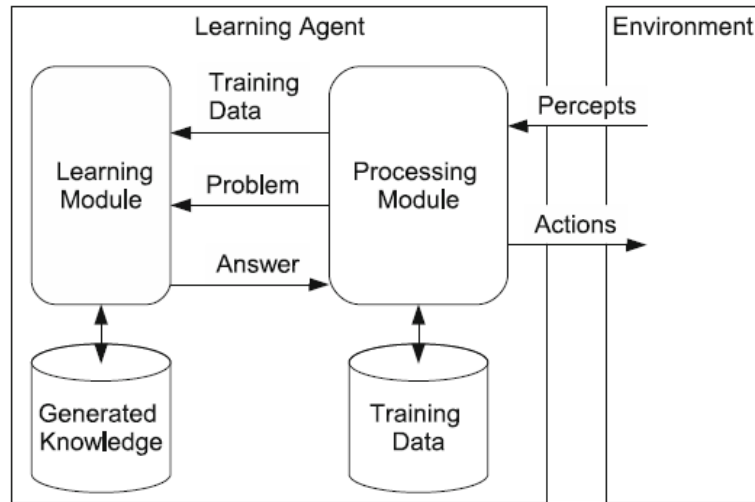 Learning Agent
Environment
Training
Data
Percepts
Learning
Module
Problem
Processing
Module
Actions
Answer
Generated
Knowledge
Training
Data